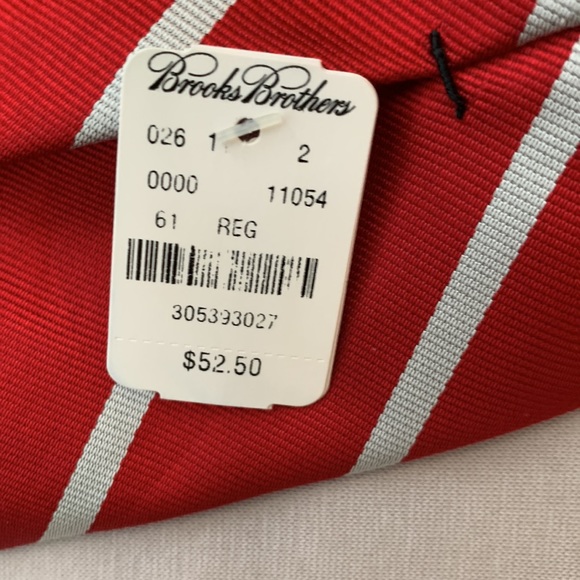 Brooks Brothers
026 1 2
0000 11054
61 REG
305393027
$52.50